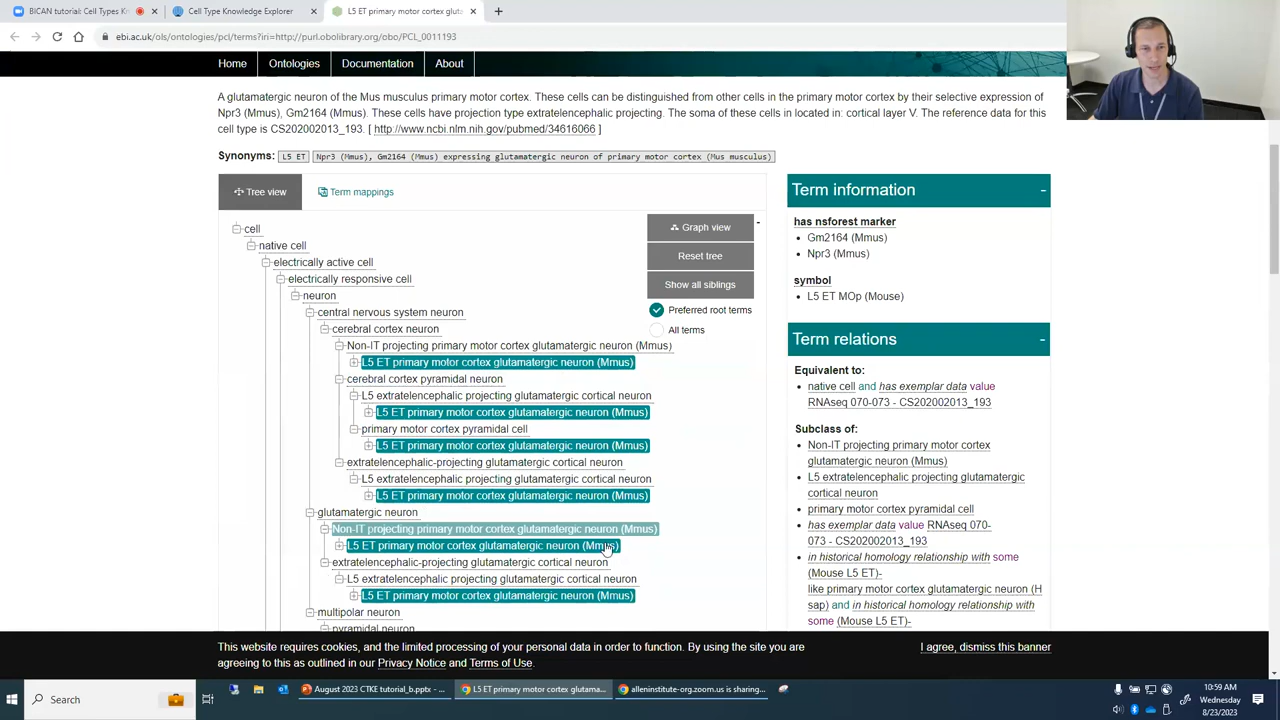 BICAN tutorial: Cell Types K
Cell Type Knowledge Explorer
L5 ET primary motor cortex gluta
ebi.ac.uk/ols/ontologies/pcl/terms?iri=http://purl.obolibrary.org/obo/PCL_0011193
Home Ontologies Documentation About
A glutamatergic neuron of the Mus musculus primary motor cortex. These cells can be distinguished from other cells in the primary motor cortex by their selective expression of
Npr3 (Mmus), Gm2164 (Mmus). These cells have projection type extratelencephalic projecting. The soma of these cells in located in: cortical layer V. The reference data for this
cell type is CS202002013_193. [ http://www.ncbi.nlm.nih.gov/pubmed/34616066 ]
Synonyms: L5 ET Npr3 (Mmus), Gm2164 (Mmus) expressing glutamatergic neuron of primary motor cortex (Mus musculus)
Tree view Term mappings
Graph view
Reset tree
Show all siblings
Preferred root terms
All terms
cell
native cell
electrically active cell
electrically responsive cell
neuron
central nervous system neuron
cerebral cortex neuron
Non-IT projecting primary motor cortex glutamatergic neuron (Mmus)
L5 ET primary motor cortex glutamatergic neuron (Mmus)
cerebral cortex pyramidal neuron
L5 extratelencephalic projecting glutamatergic cortical neuron
L5 ET primary motor cortex glutamatergic neuron (Mmus)
primary motor cortex pyramidal cell
L5 ET primary motor cortex glutamatergic neuron (Mmus)
extratelencephalic-projecting glutamatergic cortical neuron
L5 extratelencephalic projecting glutamatergic cortical neuron
L5 ET primary motor cortex glutamatergic neuron (Mmus)
glutamatergic neuron
Non-IT projecting primary motor cortex glutamatergic neuron (Mmus)
L5 ET primary motor cortex glutamatergic neuron (Mmus)
extratelencephalic-projecting glutamatergic cortical neuron
L5 extratelencephalic projecting glutamatergic cortical neuron
L5 ET primary motor cortex glutamatergic neuron (Mmus)
multipolar neuron
pyramidal neuron
Term information -
has nsforest marker
• Gm2164 (Mmus)
• Npr3 (Mmus)
symbol
• L5 ET MOp (Mouse)
Term relations -
Equivalent to:
• native cell and has exemplar data value
RNAseq 070-073 - CS202002013_193
Subclass of:
• Non-IT projecting primary motor cortex
glutamatergic neuron (Mmus)
• L5 extratelencephalic projecting glutamatergic
cortical neuron
• primary motor cortex pyramidal cell
• has exemplar data value RNAseq 070-
073 - CS202002013_193
• in historical homology relationship with some
(Mouse L5 ET)-
like primary motor cortex glutamatergic neuron (H
sap) and in historical homology relationship with
some (Mouse L5 ET)-
This website requires cookies, and the limited processing of your personal data in order to function. By using the site you are
agreeing to this as outlined in our Privacy Notice and Terms of Use.
I agree, dismiss this banner
Search
August 2023 CTKE tutorial_b.pptx - ...
L5 ET primary motor cortex glutama...
alleninstitute-org.zoom.us is sharing...
10:59 AM
Wednesday
8/23/2023